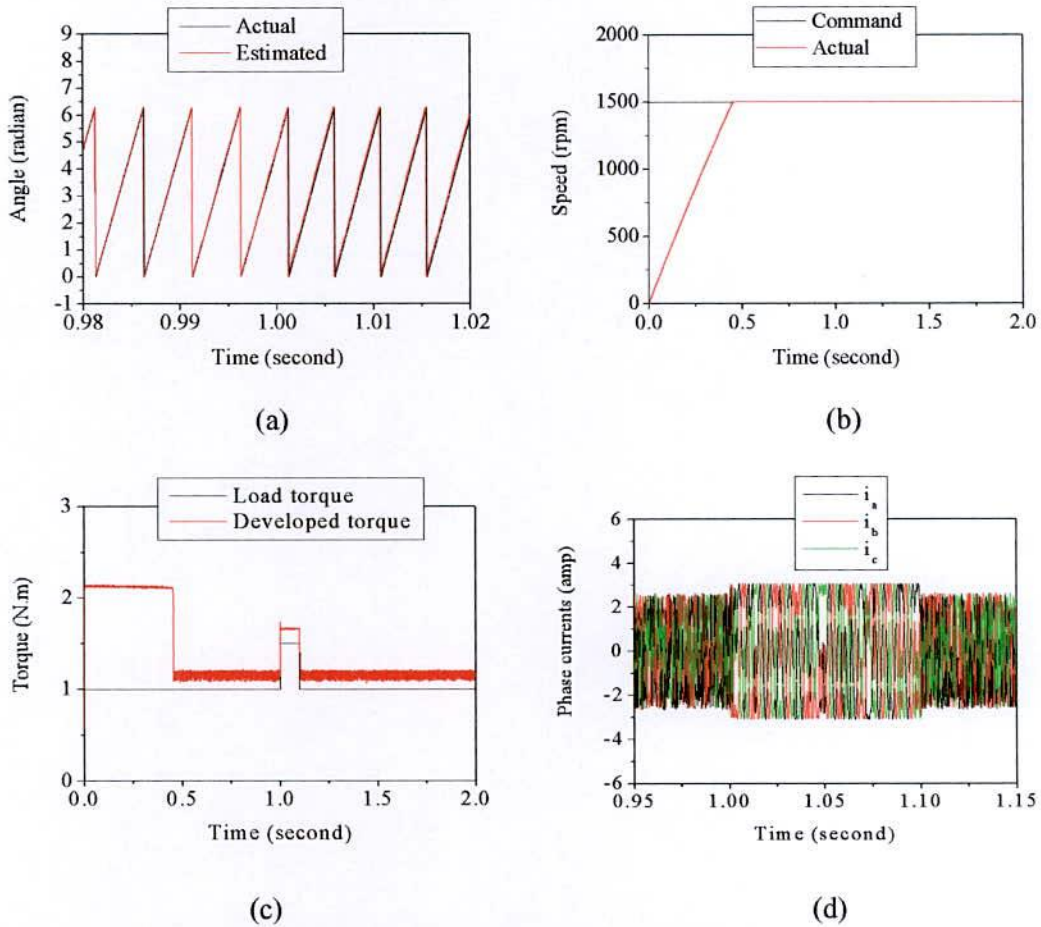 Actual
Estimated
9
8
7
6
5
4
3
2
1
0
-1
Angle (radian)
0.98 0.99 1.00 1.01 1.02
Time (second)
(a)
Command
Actual
2000
1500
1000
500
0
Speed (rpm)
0.0 0.5 1.0 1.5 2.0
Time (second)
(b)
Load torque
Developed torque
3
2
1
0
Torque (N.m)
0.0 0.5 1.0 1.5 2.0
Time (second)
(c)
i_a
i_b
i_c
6
4
2
0
-2
-4
-6
Phase currents (amp)
0.95 1.00 1.05 1.10 1.15
Time (second)
(d)